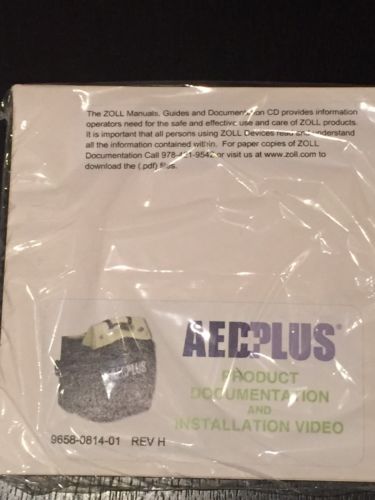 The ZOLL Manuals, Guides and Documentation CD provides information
operators need for the safe and effective use and care of ZOLL products.
It is important that all persons using ZOLL Devices read and understand
all the information contained within. For paper copies of ZOLL
Documentation Call 978-421-9542 or visit us at www.zoll.com to
download the (.pdf) files.
AED PLUS®
PRODUCT
DOCUMENTATION
AND
INSTALLATION VIDEO
AEDPLUS
9658-0814-01 REV H